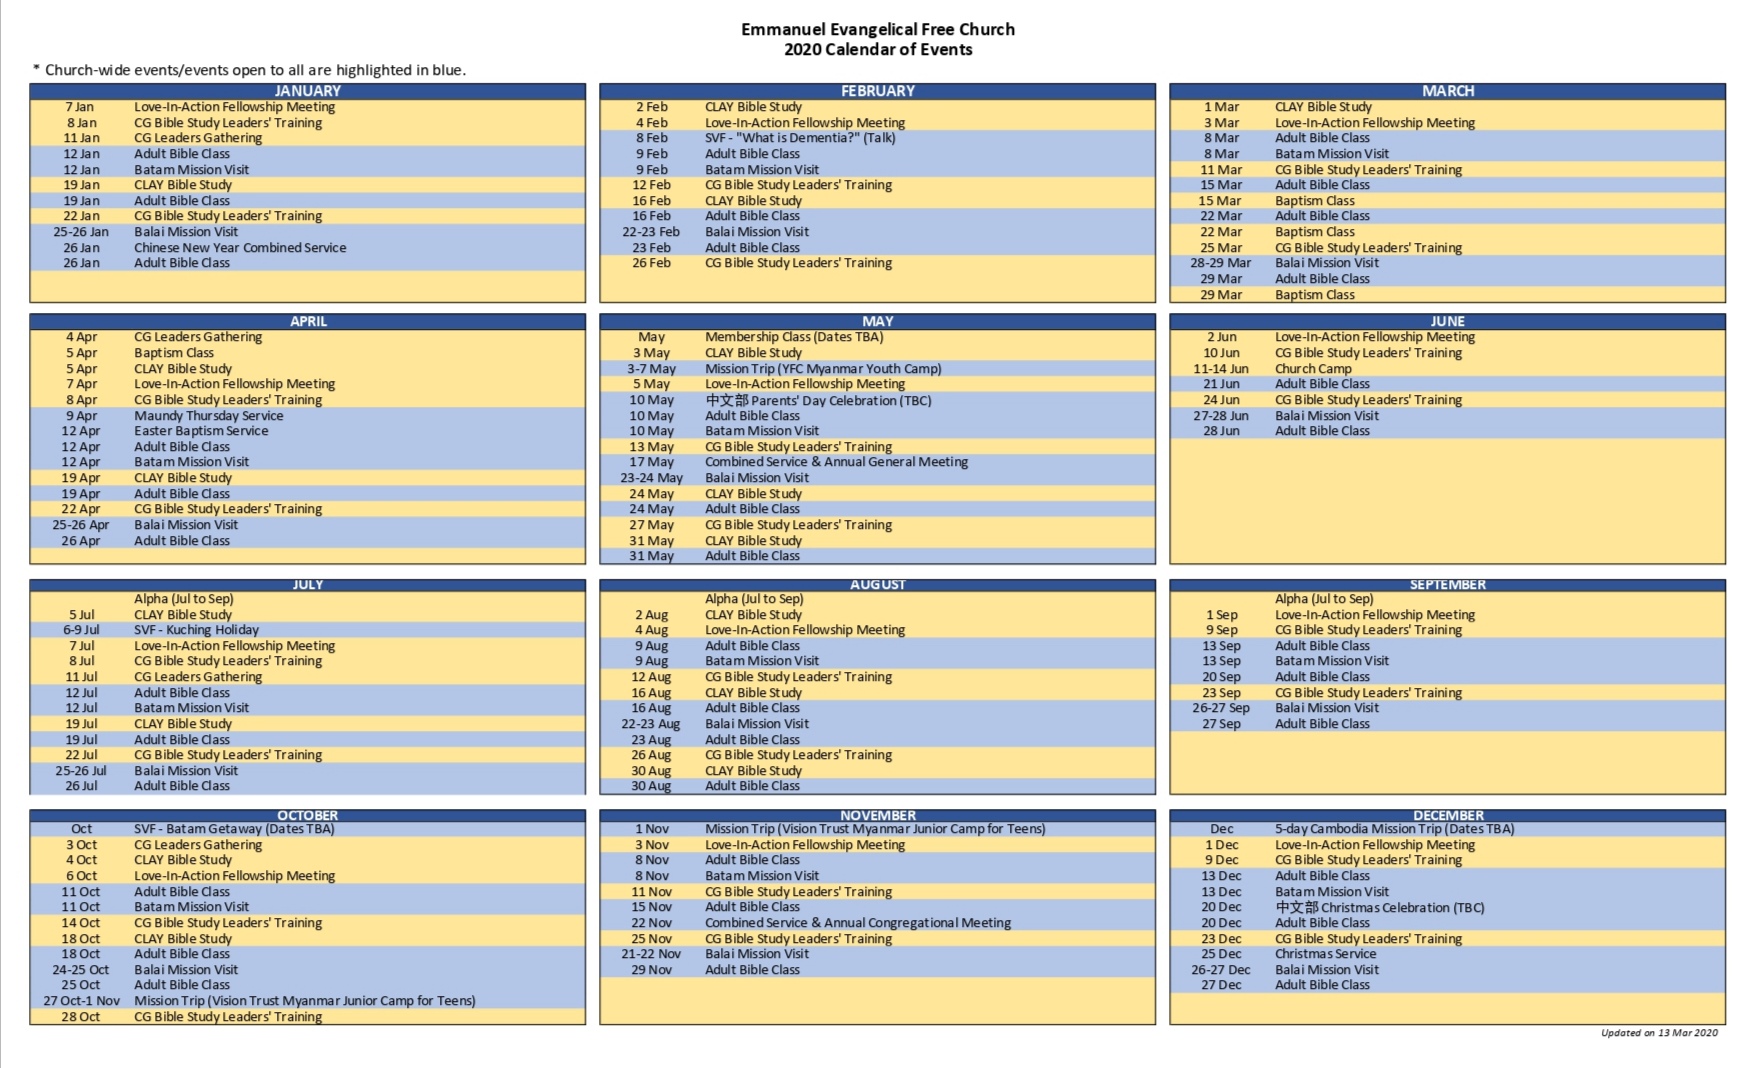 Emmanuel Evangelical Free Church
2020 Calendar of Events
* Church-wide events/events open to all are highlighted in blue.
JANUARY
7 Jan Love-In-Action Fellowship Meeting
8 Jan CG Bible Study Leaders' Training
11 Jan CG Leaders Gathering
12 Jan Adult Bible Class
12 Jan Batam Mission Visit
19 Jan CLAY Bible Study
19 Jan Adult Bible Class
22 Jan CG Bible Study Leaders' Training
25-26 Jan Balai Mission Visit
26 Jan Chinese New Year Combined Service
26 Jan Adult Bible Class
FEBRUARY
2 Feb CLAY Bible Study
4 Feb Love-In-Action Fellowship Meeting
8 Feb SVF - "What is Dementia?" (Talk)
9 Feb Adult Bible Class
9 Feb Batam Mission Visit
12 Feb CG Bible Study Leaders' Training
16 Feb CLAY Bible Study
16 Feb Adult Bible Class
22-23 Feb Balai Mission Visit
23 Feb Adult Bible Class
26 Feb CG Bible Study Leaders' Training
MARCH
1 Mar CLAY Bible Study
3 Mar Love-In-Action Fellowship Meeting
8 Mar Adult Bible Class
8 Mar Batam Mission Visit
11 Mar CG Bible Study Leaders' Training
15 Mar Adult Bible Class
15 Mar Baptism Class
22 Mar Adult Bible Class
22 Mar Baptism Class
25 Mar CG Bible Study Leaders' Training
28-29 Mar Balai Mission Visit
29 Mar Adult Bible Class
29 Mar Baptism Class
APRIL
4 Apr CG Leaders Gathering
5 Apr Baptism Class
5 Apr CLAY Bible Study
7 Apr Love-In-Action Fellowship Meeting
8 Apr CG Bible Study Leaders' Training
9 Apr Maundy Thursday Service
12 Apr Easter Baptism Service
12 Apr Adult Bible Class
12 Apr Batam Mission Visit
19 Apr CLAY Bible Study
19 Apr Adult Bible Class
22 Apr CG Bible Study Leaders' Training
25-26 Apr Balai Mission Visit
26 Apr Adult Bible Class
MAY
May Membership Class (Dates TBA)
3 May CLAY Bible Study
3-7 May Mission Trip (YFC Myanmar Youth Camp)
5 May Love-In-Action Fellowship Meeting
10 May 中文部 Parents' Day Celebration (TBC)
10 May Adult Bible Class
10 May Batam Mission Visit
13 May CG Bible Study Leaders' Training
17 May Combined Service & Annual General Meeting
23-24 May Balai Mission Visit
24 May CLAY Bible Study
24 May Adult Bible Class
27 May CG Bible Study Leaders' Training
31 May CLAY Bible Study
31 May Adult Bible Class
JUNE
2 Jun Love-In-Action Fellowship Meeting
10 Jun CG Bible Study Leaders' Training
11-14 Jun Church Camp
21 Jun Adult Bible Class
24 Jun CG Bible Study Leaders' Training
27-28 Jun Balai Mission Visit
28 Jun Adult Bible Class
JULY
Alpha (Jul to Sep)
5 Jul CLAY Bible Study
6-9 Jul SVF - Kuching Holiday
7 Jul Love-In-Action Fellowship Meeting
8 Jul CG Bible Study Leaders' Training
11 Jul CG Leaders Gathering
12 Jul Adult Bible Class
12 Jul Batam Mission Visit
19 Jul CLAY Bible Study
19 Jul Adult Bible Class
22 Jul CG Bible Study Leaders' Training
25-26 Jul Balai Mission Visit
26 Jul Adult Bible Class
AUGUST
Alpha (Jul to Sep)
2 Aug CLAY Bible Study
4 Aug Love-In-Action Fellowship Meeting
9 Aug Adult Bible Class
9 Aug Batam Mission Visit
12 Aug CG Bible Study Leaders' Training
16 Aug CLAY Bible Study
16 Aug Adult Bible Class
22-23 Aug Balai Mission Visit
23 Aug Adult Bible Class
26 Aug CG Bible Study Leaders' Training
30 Aug CLAY Bible Study
30 Aug Adult Bible Class
SEPTEMBER
Alpha (Jul to Sep)
1 Sep Love-In-Action Fellowship Meeting
9 Sep CG Bible Study Leaders' Training
13 Sep Adult Bible Class
13 Sep Batam Mission Visit
20 Sep Adult Bible Class
23 Sep CG Bible Study Leaders' Training
26-27 Sep Balai Mission Visit
27 Sep Adult Bible Class
OCTOBER
Oct SVF - Batam Getaway (Dates TBA)
3 Oct CG Leaders Gathering
4 Oct CLAY Bible Study
6 Oct Love-In-Action Fellowship Meeting
11 Oct Adult Bible Class
11 Oct Batam Mission Visit
14 Oct CG Bible Study Leaders' Training
18 Oct CLAY Bible Study
18 Oct Adult Bible Class
24-25 Oct Balai Mission Visit
25 Oct Adult Bible Class
27 Oct-1 Nov Mission Trip (Vision Trust Myanmar Junior Camp for Teens)
28 Oct CG Bible Study Leaders' Training
NOVEMBER
1 Nov Mission Trip (Vision Trust Myanmar Junior Camp for Teens)
3 Nov Love-In-Action Fellowship Meeting
8 Nov Adult Bible Class
8 Nov Batam Mission Visit
11 Nov CG Bible Study Leaders' Training
15 Nov Adult Bible Class
22 Nov Combined Service & Annual Congregational Meeting
25 Nov CG Bible Study Leaders' Training
21-22 Nov Balai Mission Visit
29 Nov Adult Bible Class
DECEMBER
Dec 5-day Cambodia Mission Trip (Dates TBA)
1 Dec Love-In-Action Fellowship Meeting
9 Dec CG Bible Study Leaders' Training
13 Dec Adult Bible Class
13 Dec Batam Mission Visit
20 Dec 中文部 Christmas Celebration (TBC)
20 Dec Adult Bible Class
23 Dec CG Bible Study Leaders' Training
25 Dec Christmas Service
26-27 Dec Balai Mission Visit
27 Dec Adult Bible Class
Updated on 13 Mar 2020